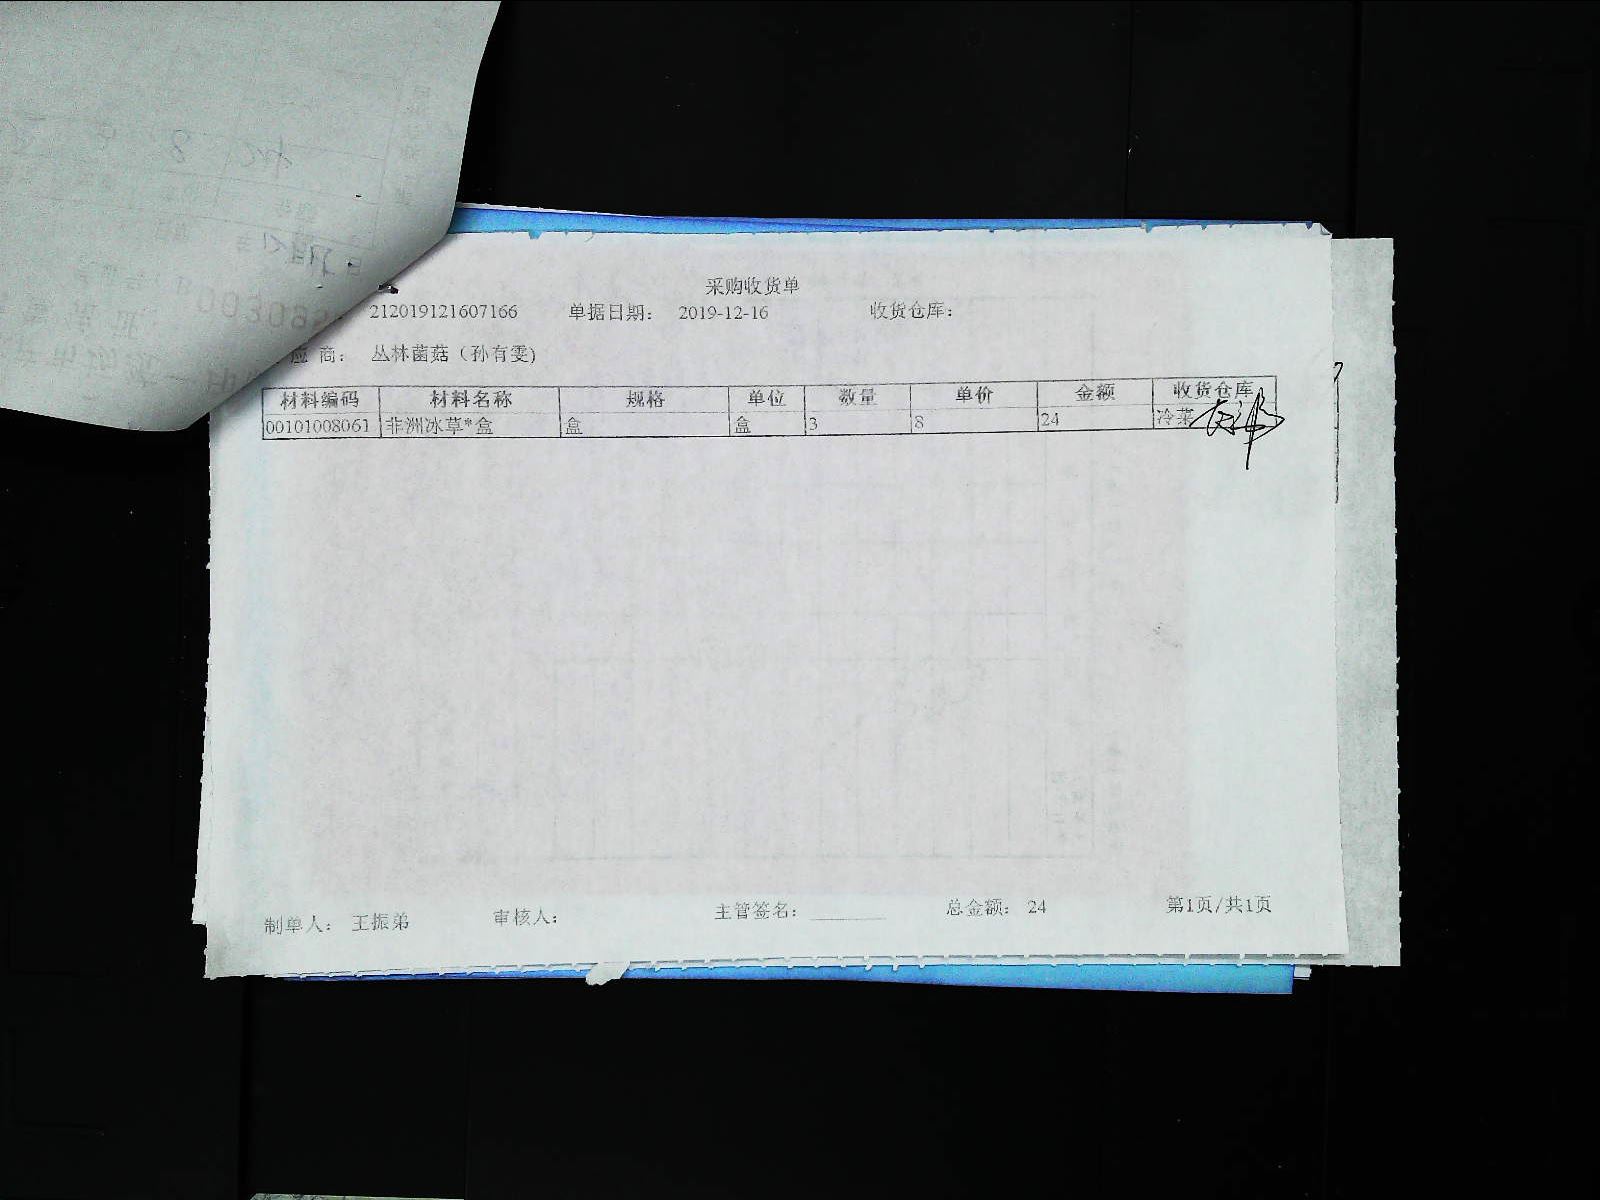 采购收货单
212019121607166 单据日期： 2019-12-16 收货仓库：
应 商： 丛林菌菇（孙有雯)
材料编码 材料名称 规格 单位 数量 单价 金额 收货仓库
00101008061 非洲冰草*盒 盒 盒 3 8 24 冷菜
制单人： 王振弟 审核人： 主管签名： ________ 总金额： 24 第1页/共1页